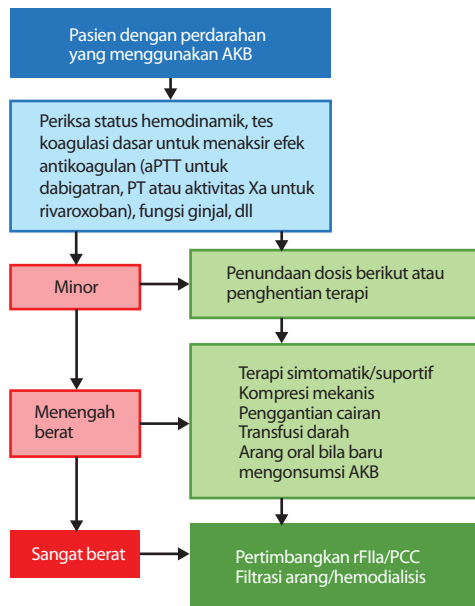 Pasien dengan perdarahan
yang menggunakan AKB
Periksa status hemodinamik, tes
koagulasi dasar untuk menaksir efek
antikoagulan (aPTT untuk
dabigatran, PT atau aktivitas Xa untuk
rivaroxoban), fungsi ginjal, dll
Minor
Penundaan dosis berikut atau
penghentian terapi
Menengah
berat
Terapi simtomatik/suportif
Kompresi mekanis
Penggantian cairan
Transfusi darah
Arang oral bila baru
mengonsumsi AKB
Sangat berat
Pertimbangkan rFIIa/PCC
Filtrasi arang/hemodialisis